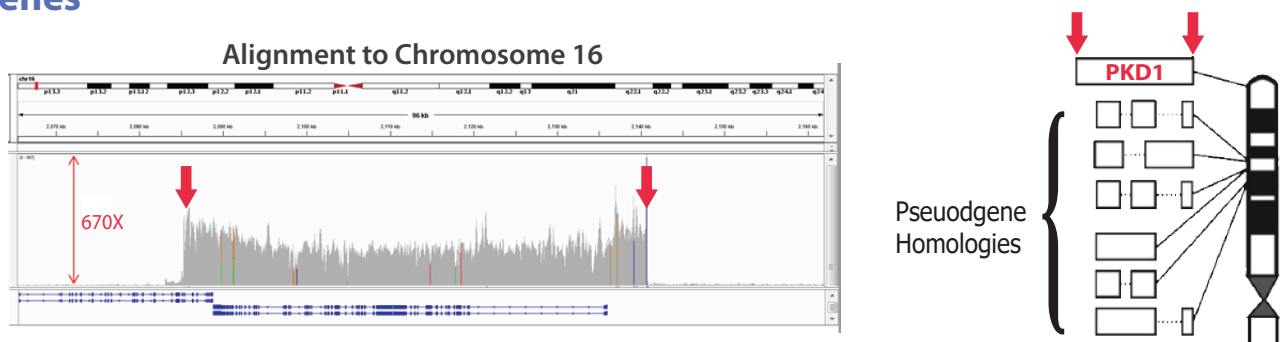 enes
Alignment to Chromosome 16
chr16
p13.3 p13.2 p13.12 p12.3 p12.2 p12.1 p11.2 p11.1 q11.2 q12.1 q12.2 q13 q21 q22.1 q22.2 q23.1 q23.2 q23.3 q24.1 q24
96 kb
2,070 kb 2,080 kb 2,090 kb 2,100 kb 2,110 kb 2,120 kb 2,130 kb 2,140 kb 2,150 kb 2,160 kb
670X
PKD1
Pseuodgene
Homologies